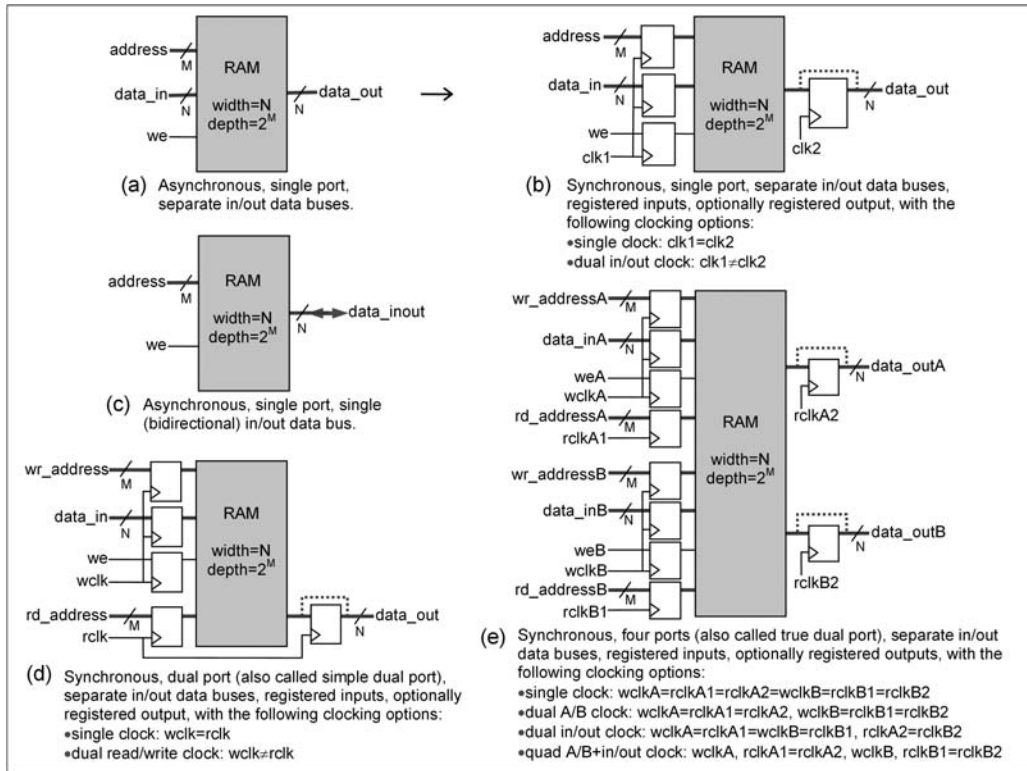 address
M
data_in
N
we
RAM
width=N
depth=2^M
N
data_out
(a) Asynchronous, single port,
separate in/out data buses.
address
M
data_in
N
we
clk1
RAM
width=N
depth=2^M
clk2
N
data_out
(b) Synchronous, single port, separate in/out data buses,
registered inputs, optionally registered output, with the
following clocking options:
•single clock: clk1=clk2
•dual in/out clock: clk1≠clk2
address
M
we
RAM
width=N
depth=2^M
N
data_inout
(c) Asynchronous, single port, single
(bidirectional) in/out data bus.
wr_address
M
data_in
N
we
wclk
rd_address
M
rclk
RAM
width=N
depth=2^M
N
data_out
(d) Synchronous, dual port (also called simple dual port),
separate in/out data buses, registered inputs, optionally
registered output, with the following clocking options:
•single clock: wclk=rclk
•dual read/write clock: wclk≠rclk
wr_addressA
M
data_inA
N
weA
wclkA
rd_addressA
M
rclkA1
wr_addressB
M
data_inB
N
weB
wclkB
rd_addressB
M
rclkB1
RAM
width=N
depth=2^M
N
data_outA
rclkA2
N
data_outB
rclkB2
(e) Synchronous, four ports (also called true dual port), separate in/out
data buses, registered inputs, optionally registered outputs, with the
following clocking options:
•single clock: wclkA=rclkA1=rclkA2=wclkB=rclkB1=rclkB2
•dual A/B clock: wclkA=rclkA1=rclkA2, wclkB=rclkB1=rclkB2
•dual in/out clock: wclkA=rclkA1=wclkB=rclkB1, rclkA2=rclkB2
•quad A/B+in/out clock: wclkA, rclkA1=rclkA2, wclkB, rclkB1=rclkB2